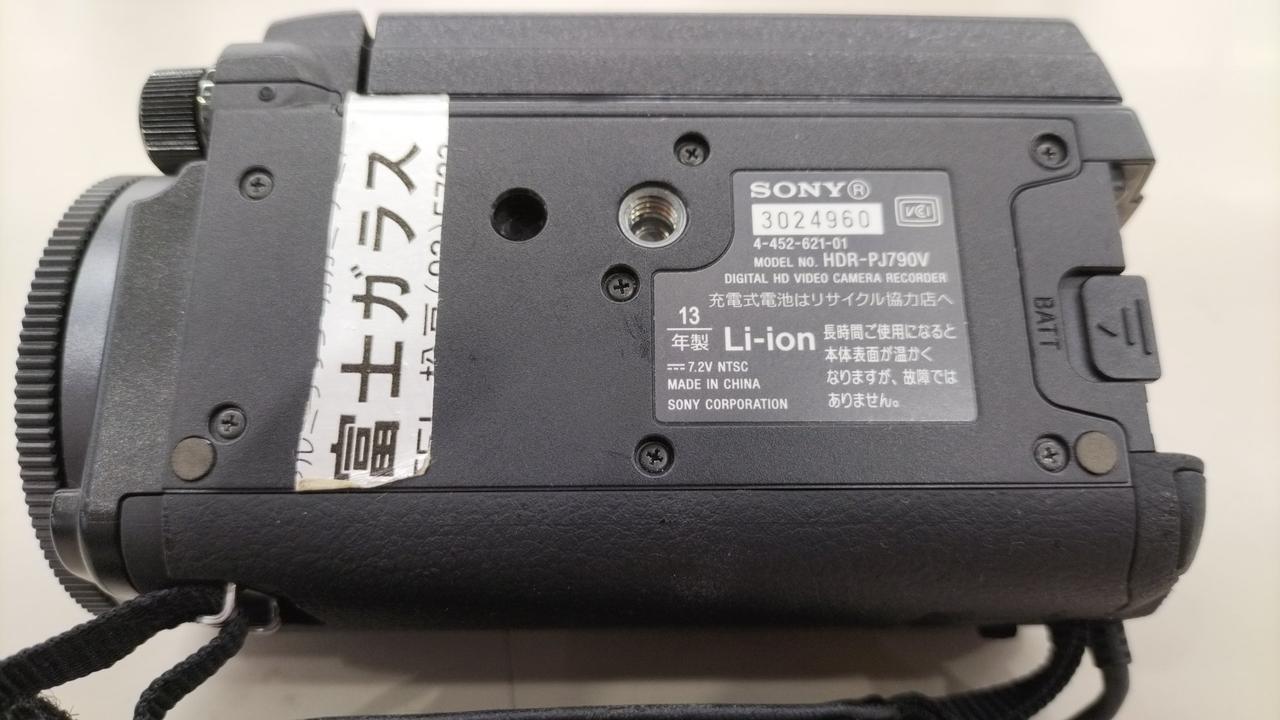 富士ガラス
SONY®
3024960
4-452-621-01
MODEL NO. HDR-PJ790V
DIGITAL HD VIDEO CAMERA RECORDER
充電式電池はリサイクル協力店へ
13
年製
Li-ion
長時間ご使用になると
本体表面が温かく
なりますが、故障では
ありません。
⎓ 7.2V NTSC
MADE IN CHINA
SONY CORPORATION
BATT